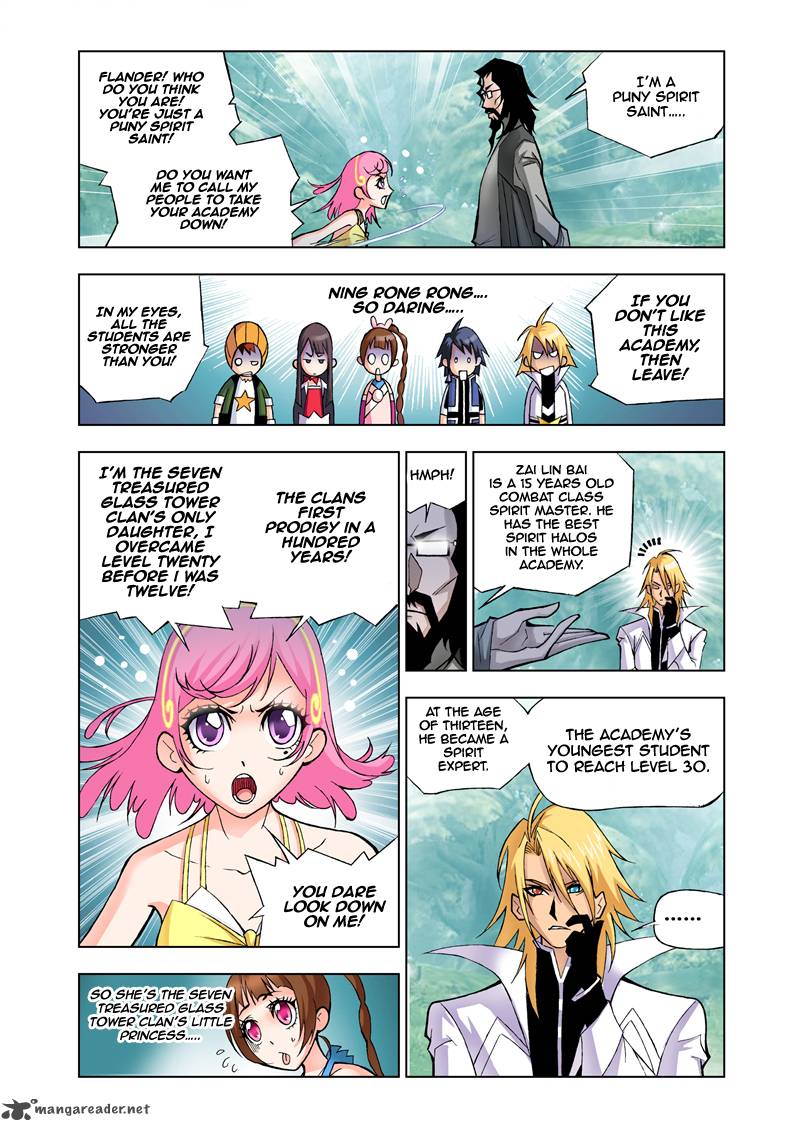 FLANDER! WHO
DO YOU THINK
YOU ARE!
YOU'RE JUST A
PUNY SPIRIT
SAINT!
DO YOU WANT
ME TO CALL MY
PEOPLE TO TAKE
YOUR ACADEMY
DOWN!
I'M A
PUNY SPIRIT
SAINT.....
IN MY EYES,
ALL THE
STUDENTS ARE
STRONGER
THAN YOU!
NING RONG RONG....
SO DARING.....
IF YOU
DON'T LIKE
THIS
ACADEMY,
THEN
LEAVE!
I'M THE SEVEN
TREASURED
GLASS TOWER
CLAN'S ONLY
DAUGHTER, I
OVERCAME
LEVEL TWENTY
BEFORE I WAS
TWELVE!
THE CLANS
FIRST
PRODIGY IN A
HUNDRED
YEARS!
YOU DARE
LOOK DOWN
ON ME!
HMPH!
ZAI LIN BAI
IS A 15 YEARS OLD
COMBAT CLASS
SPIRIT MASTER. HE
HAS THE BEST
SPIRIT HALOS
IN THE WHOLE
ACADEMY.
AT THE AGE
OF THIRTEEN,
HE BECAME A
SPIRIT
EXPERT.
THE ACADEMY'S
YOUNGEST STUDENT
TO REACH LEVEL 30.
......
SO SHE'S THE SEVEN
TREASURED GLASS
TOWER CLAN'S LITTLE
PRINCESS.....
mangareader.net